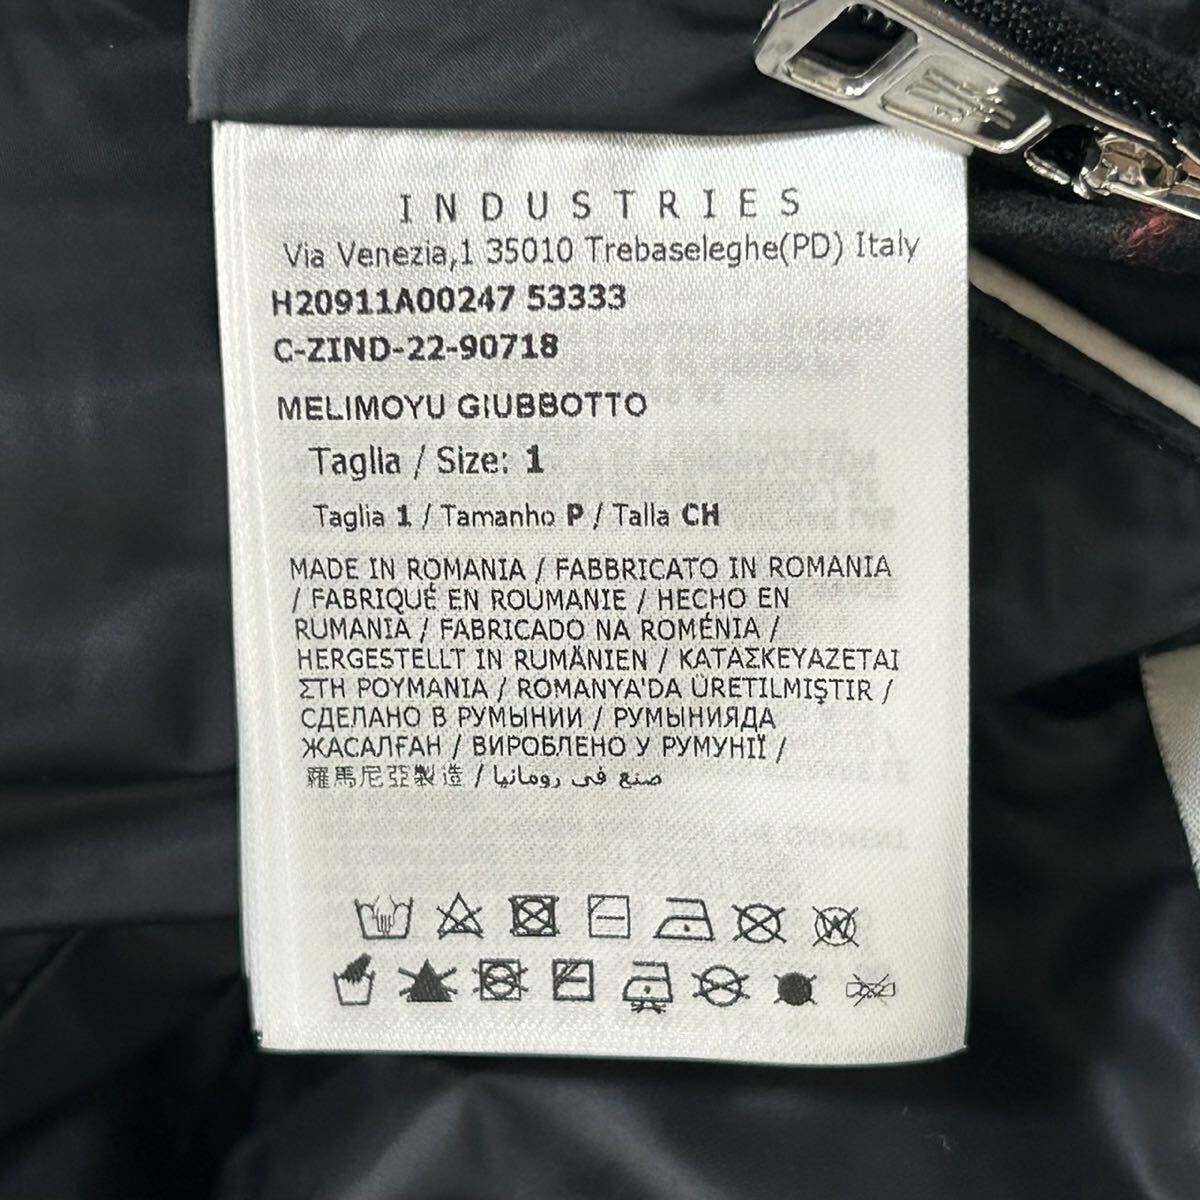 INDUSTRIES
Via Venezia,1 35010 Trebaseleghe(PD) Italy
H20911A00247 53333
C-ZIND-22-90718
MELIMOYU GIUBBOTTO
Taglia / Size: 1
Taglia 1 / Tamanho P / Talla CH
MADE IN ROMANIA / FABBRICATO IN ROMANIA
/ FABRIQUÉ EN ROUMANIE / HECHO EN
RUMANIA / FABRICADO NA ROMÉNIA /
HERGESTELLT IN RUMÄNIEN / ΚΑΤΑΣΚΕΥΑΖΕΤΑΙ
ΣΤΗ ΡΟΥΜΑΝΙΑ / ROMANYA'DA ÜRETILMIŞTIR /
СДЕЛАНО В РУМЫНИИ / РУМЫНИЯДА
ЖАСАЛҒАН / ВИРОБЛЕНО У РУМУНІЇ /
羅馬尼亞製造 / صنع في رومانيا